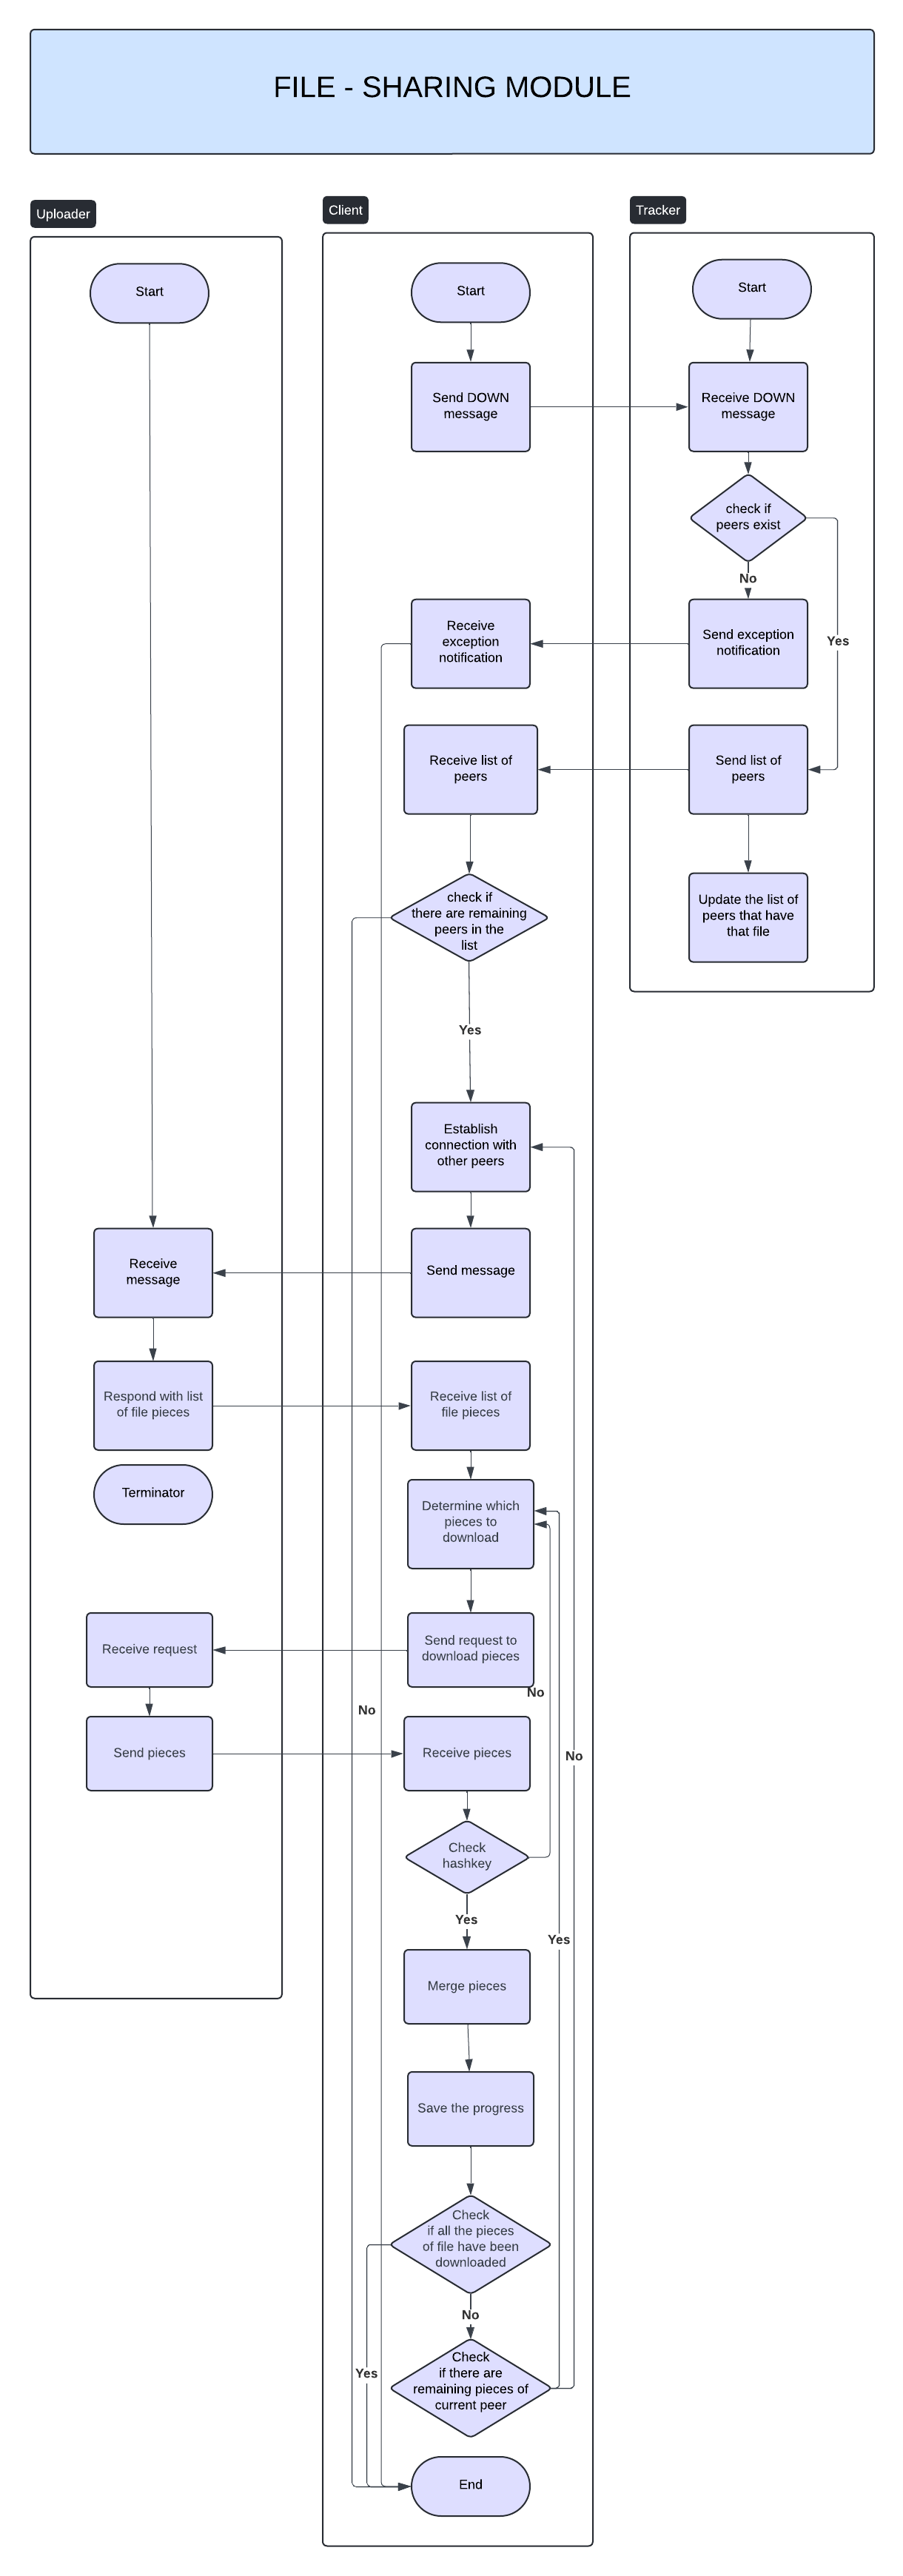 FILE - SHARING MODULE
Uploader
Client
Tracker
Start
Start
Start
Send DOWN
message
Receive DOWN
message
check if
peers exist
No
Yes
Receive
exception
notification
Send exception
notification
Receive list of
peers
Send list of
peers
check if
there are remaining
peers in the
list
Update the list of
peers that have
that file
Yes
Establish
connection with
other peers
Receive
message
Send message
Respond with list
of file pieces
Receive list of
file pieces
Terminator
Determine which
pieces to
download
Receive request
Send request to
download pieces
No
No
Send pieces
Receive pieces
No
Check
hashkey
Yes
Yes
Merge pieces
Save the progress
Check
if all the pieces
of file have been
downloaded
No
Yes
Check
if there are
remaining pieces of
current peer
End